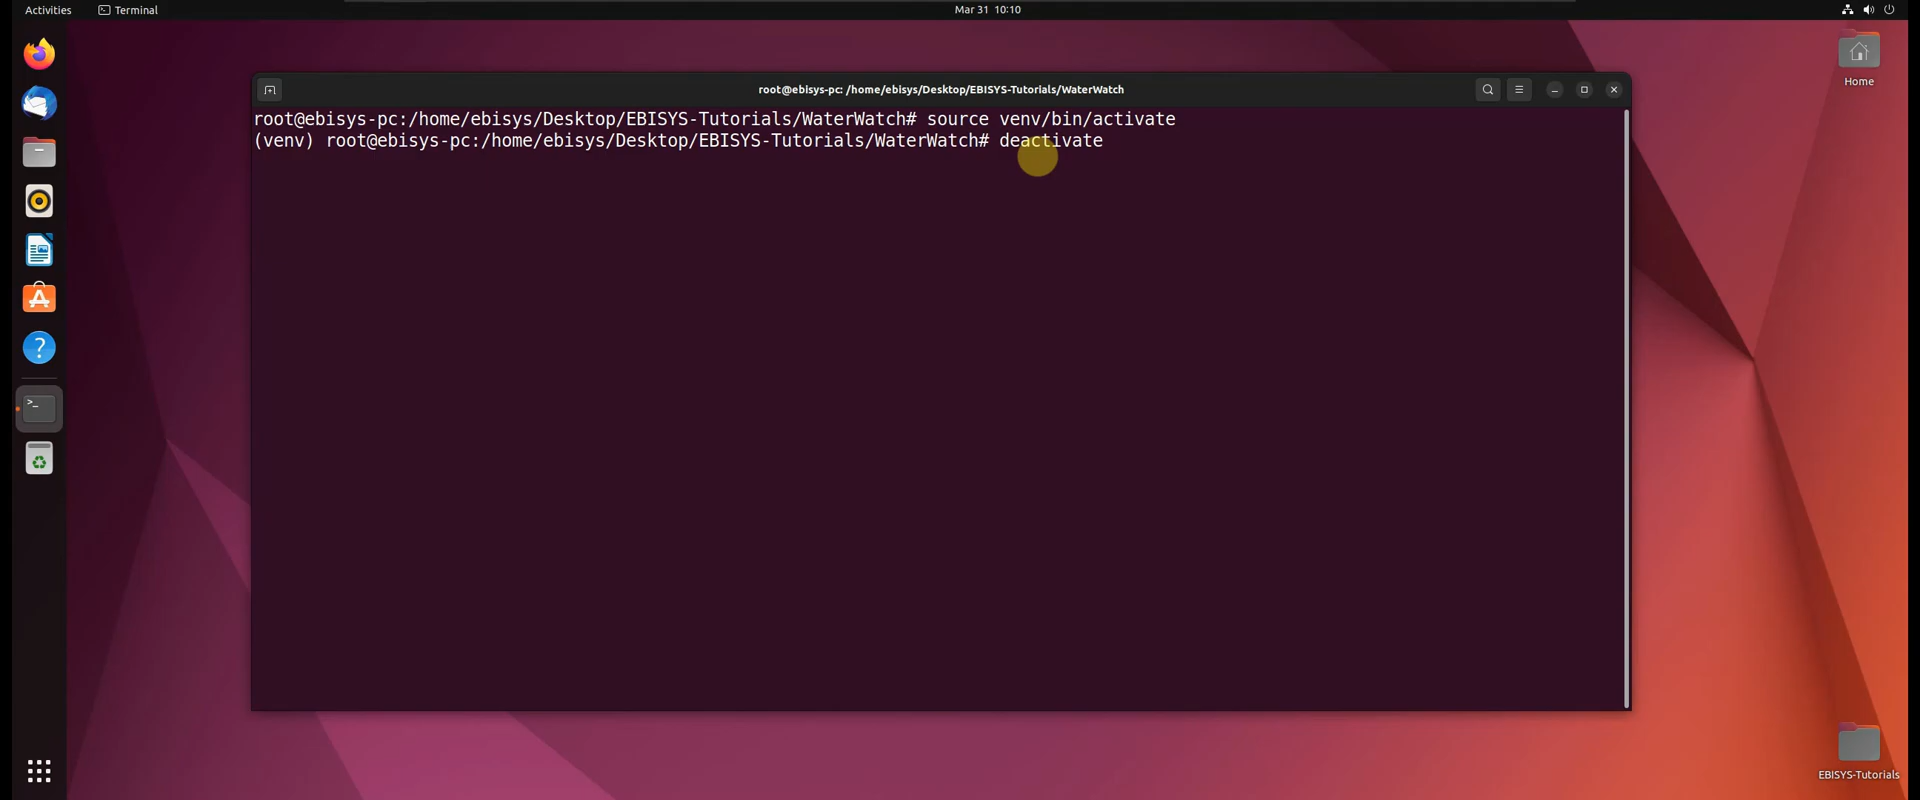 Activities
Terminal
Mar 31 10:10
Home
root@ebisys-pc: /home/ebisys/Desktop/EBISYS-Tutorials/WaterWatch
root@ebisys-pc:/home/ebisys/Desktop/EBISYS-Tutorials/WaterWatch# source venv/bin/activate
(venv) root@ebisys-pc:/home/ebisys/Desktop/EBISYS-Tutorials/WaterWatch# deactivate
EBISYS-Tutorials